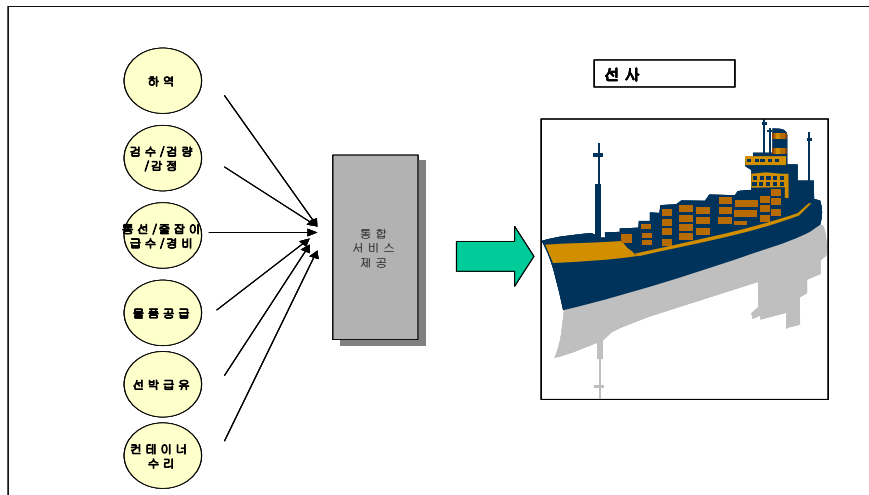 하역
선사
검수/검량
/감정
통선/줄잡이
급수/경비
통합
서비스
제공
물품공급
선박급유
컨테이너
수리